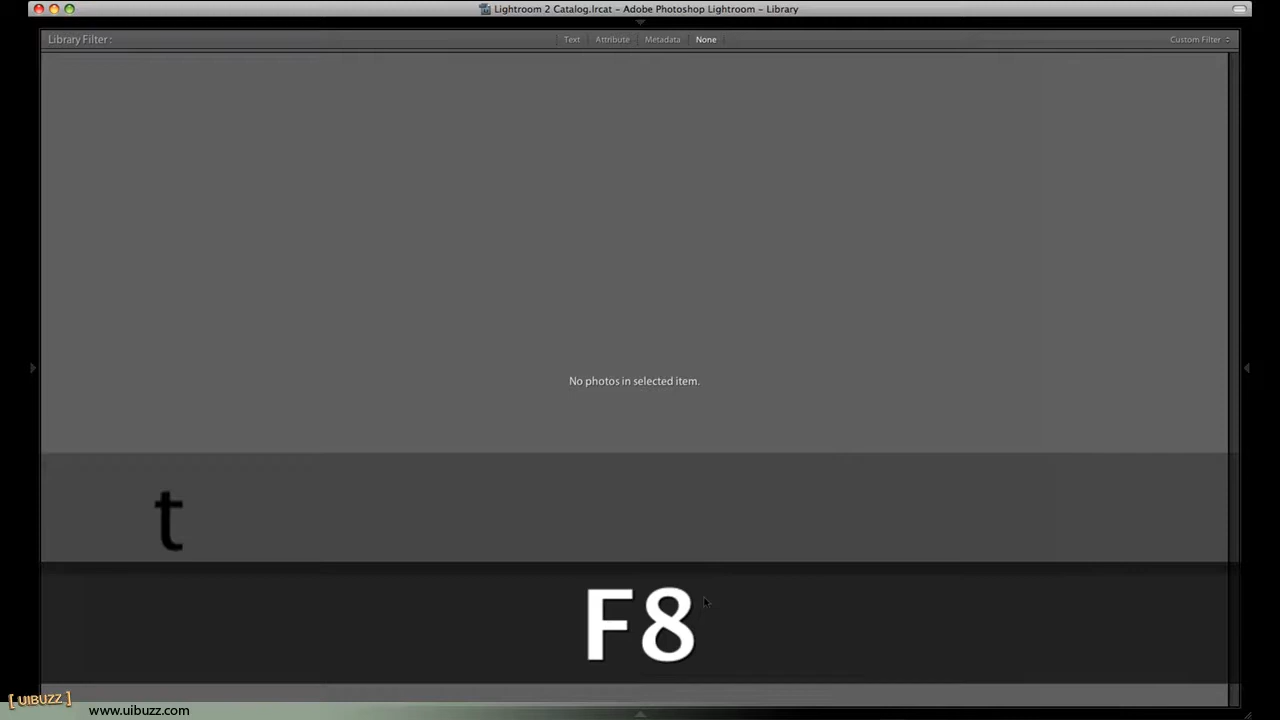 Lightroom 2 Catalog.lrcat – Adobe Photoshop Lightroom – Library
Library Filter : Text Attribute Metadata None Custom Filter
No photos in selected item.
t
F8
[ UIBUZZ ]
www.uibuzz.com